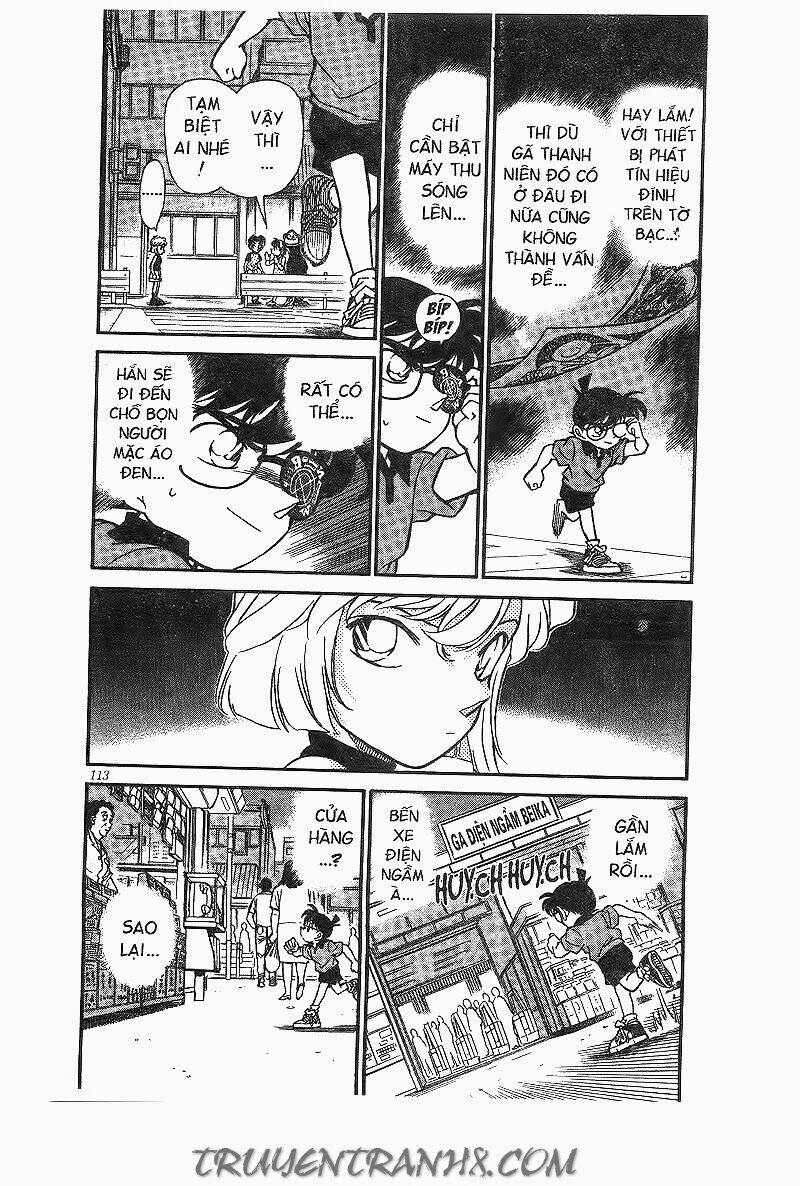 HAY LẮM!
VỚI THIẾT
BỊ PHÁT
TÍN HIỆU
ĐÍNH
TRÊN TỜ
BẠC...!
THÌ DÙ
GÃ THANH
NIÊN ĐÓ CÓ
Ở ĐÂU ĐI
NỮA CŨNG
KHÔNG
THÀNH VẤN
ĐỀ...
CHỈ
CẦN BẬT
MÁY THU
SÓNG
LÊN...
BÍP
BÍP!
VẬY
THÌ
...
TẠM
BIỆT
AI NHÉ
!
........
RẤT CÓ
THỂ...
HẮN SẼ
ĐI ĐẾN
CHỖ BỌN
NGƯỜI
MẶC ÁO
ĐEN...
113
GẦN
LẮM
RỒI...
GA ĐIỆN NGẦM BEIKA
HUỴCH HUỴCH
BẾN
XE
ĐIỆN
NGẦM
À...
CỬA
HÀNG
...?
SAO
LẠI...
TRUYENTRANH8.COM